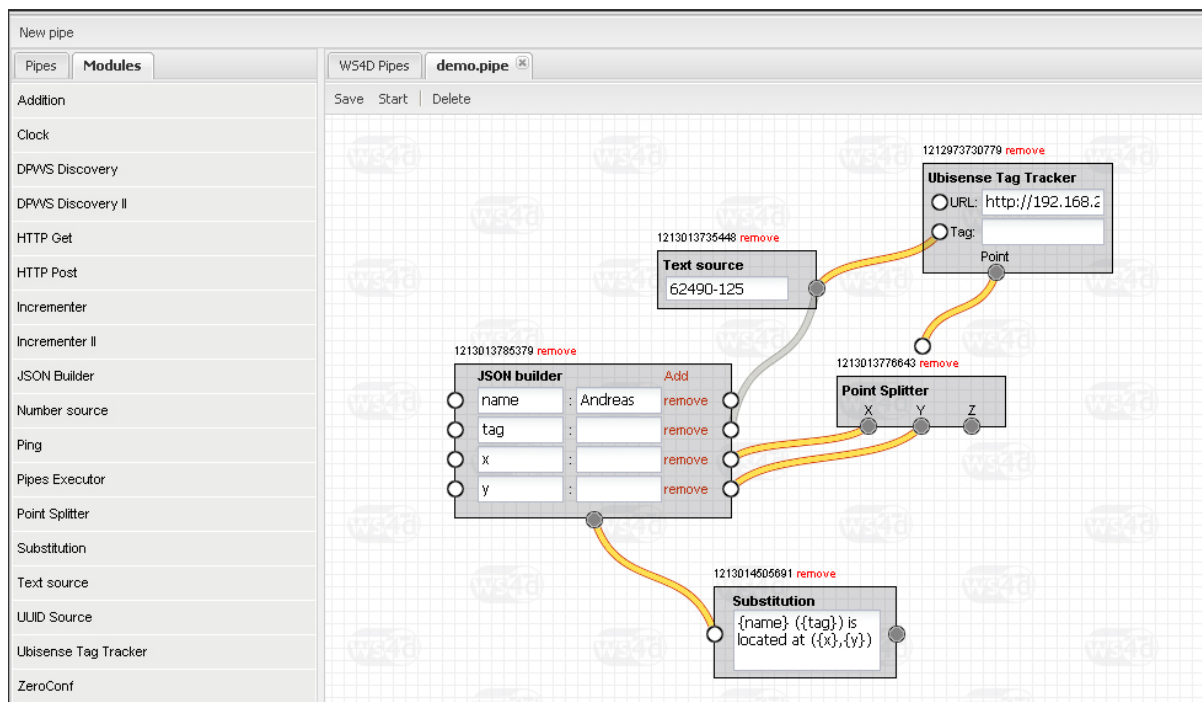 New pipe
Pipes Modules
Addition
Clock
DPWS Discovery
DPWS Discovery II
HTTP Get
HTTP Post
Incrementer
Incrementer II
JSON Builder
Number source
Ping
Pipes Executor
Point Splitter
Substitution
Text source
UUID Source
Ubisense Tag Tracker
ZeroConf
WS4D Pipes demo.pipe
Save Start Delete
1212973730779 remove
Ubisense Tag Tracker
URL: http://192.168.2
Tag:
Point
1213013735448 remove
Text source
62490-125
1213013785379 remove
JSON builder Add
name : Andreas remove
tag : remove
x : remove
y : remove
1213013776643 remove
Point Splitter
X Y Z
1213014505691 remove
Substitution
{name} ({tag}) is
located at ({x},{y})
ws4d